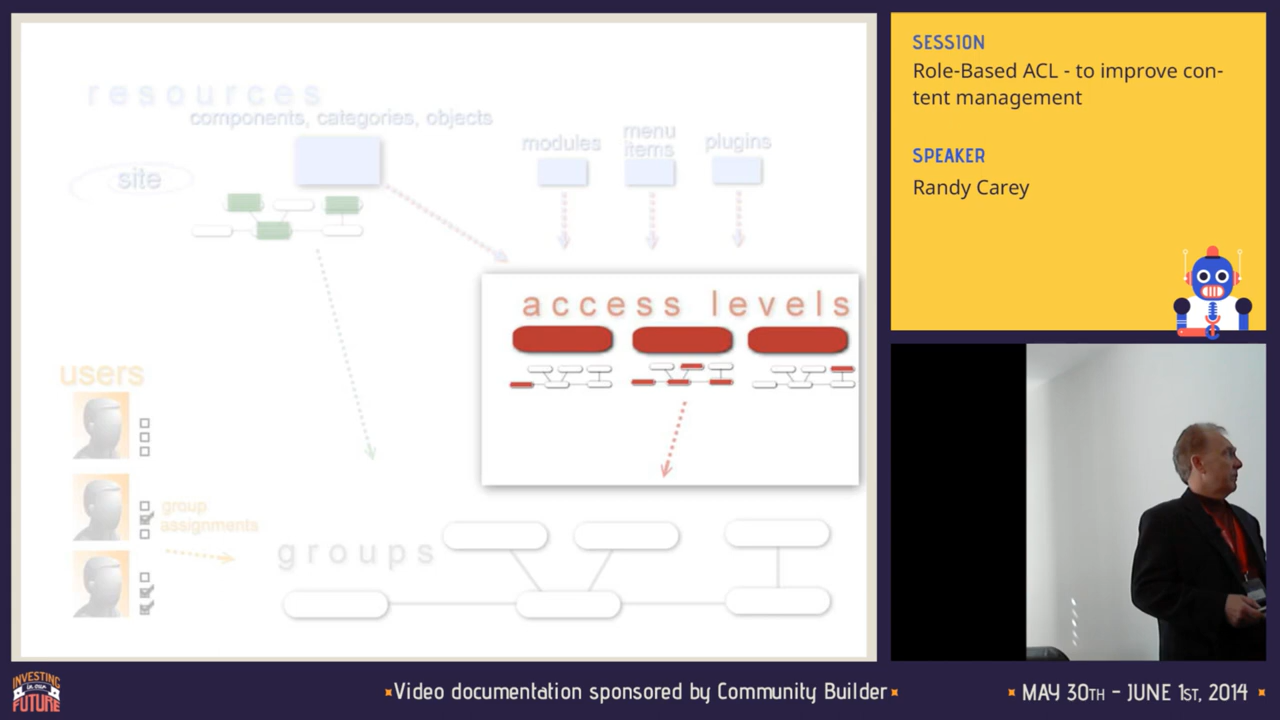 resources
components, categories, objects
modules
menu
items
plugins
site
access levels
users
group
assignments
groups
SESSION
Role-Based ACL - to improve con-
tent management
SPEAKER
Randy Carey
INVESTING
in our
FUTURE
Video documentation sponsored by Community Builder
MAY 30TH - JUNE 1ST, 2014